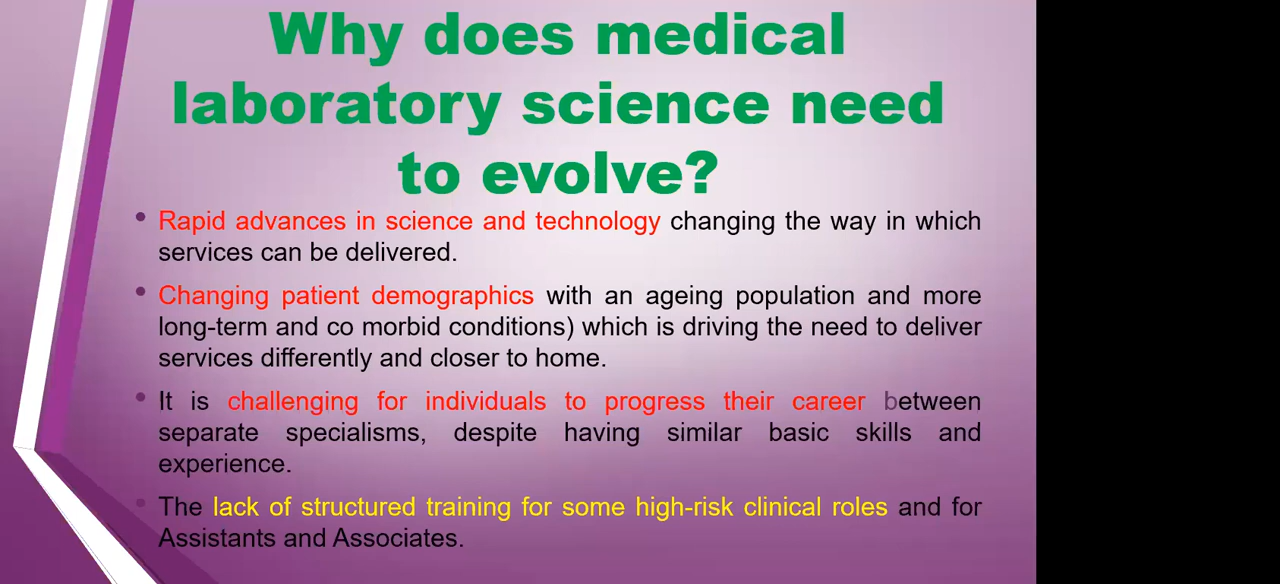 Why does medical
laboratory science need
to evolve?
• Rapid advances in science and technology changing the way in which
services can be delivered.
• Changing patient demographics with an ageing population and more
long-term and co morbid conditions) which is driving the need to deliver
services differently and closer to home.
• It is challenging for individuals to progress their career between
separate specialisms, despite having similar basic skills and
experience.
• The lack of structured training for some high-risk clinical roles and for
Assistants and Associates.